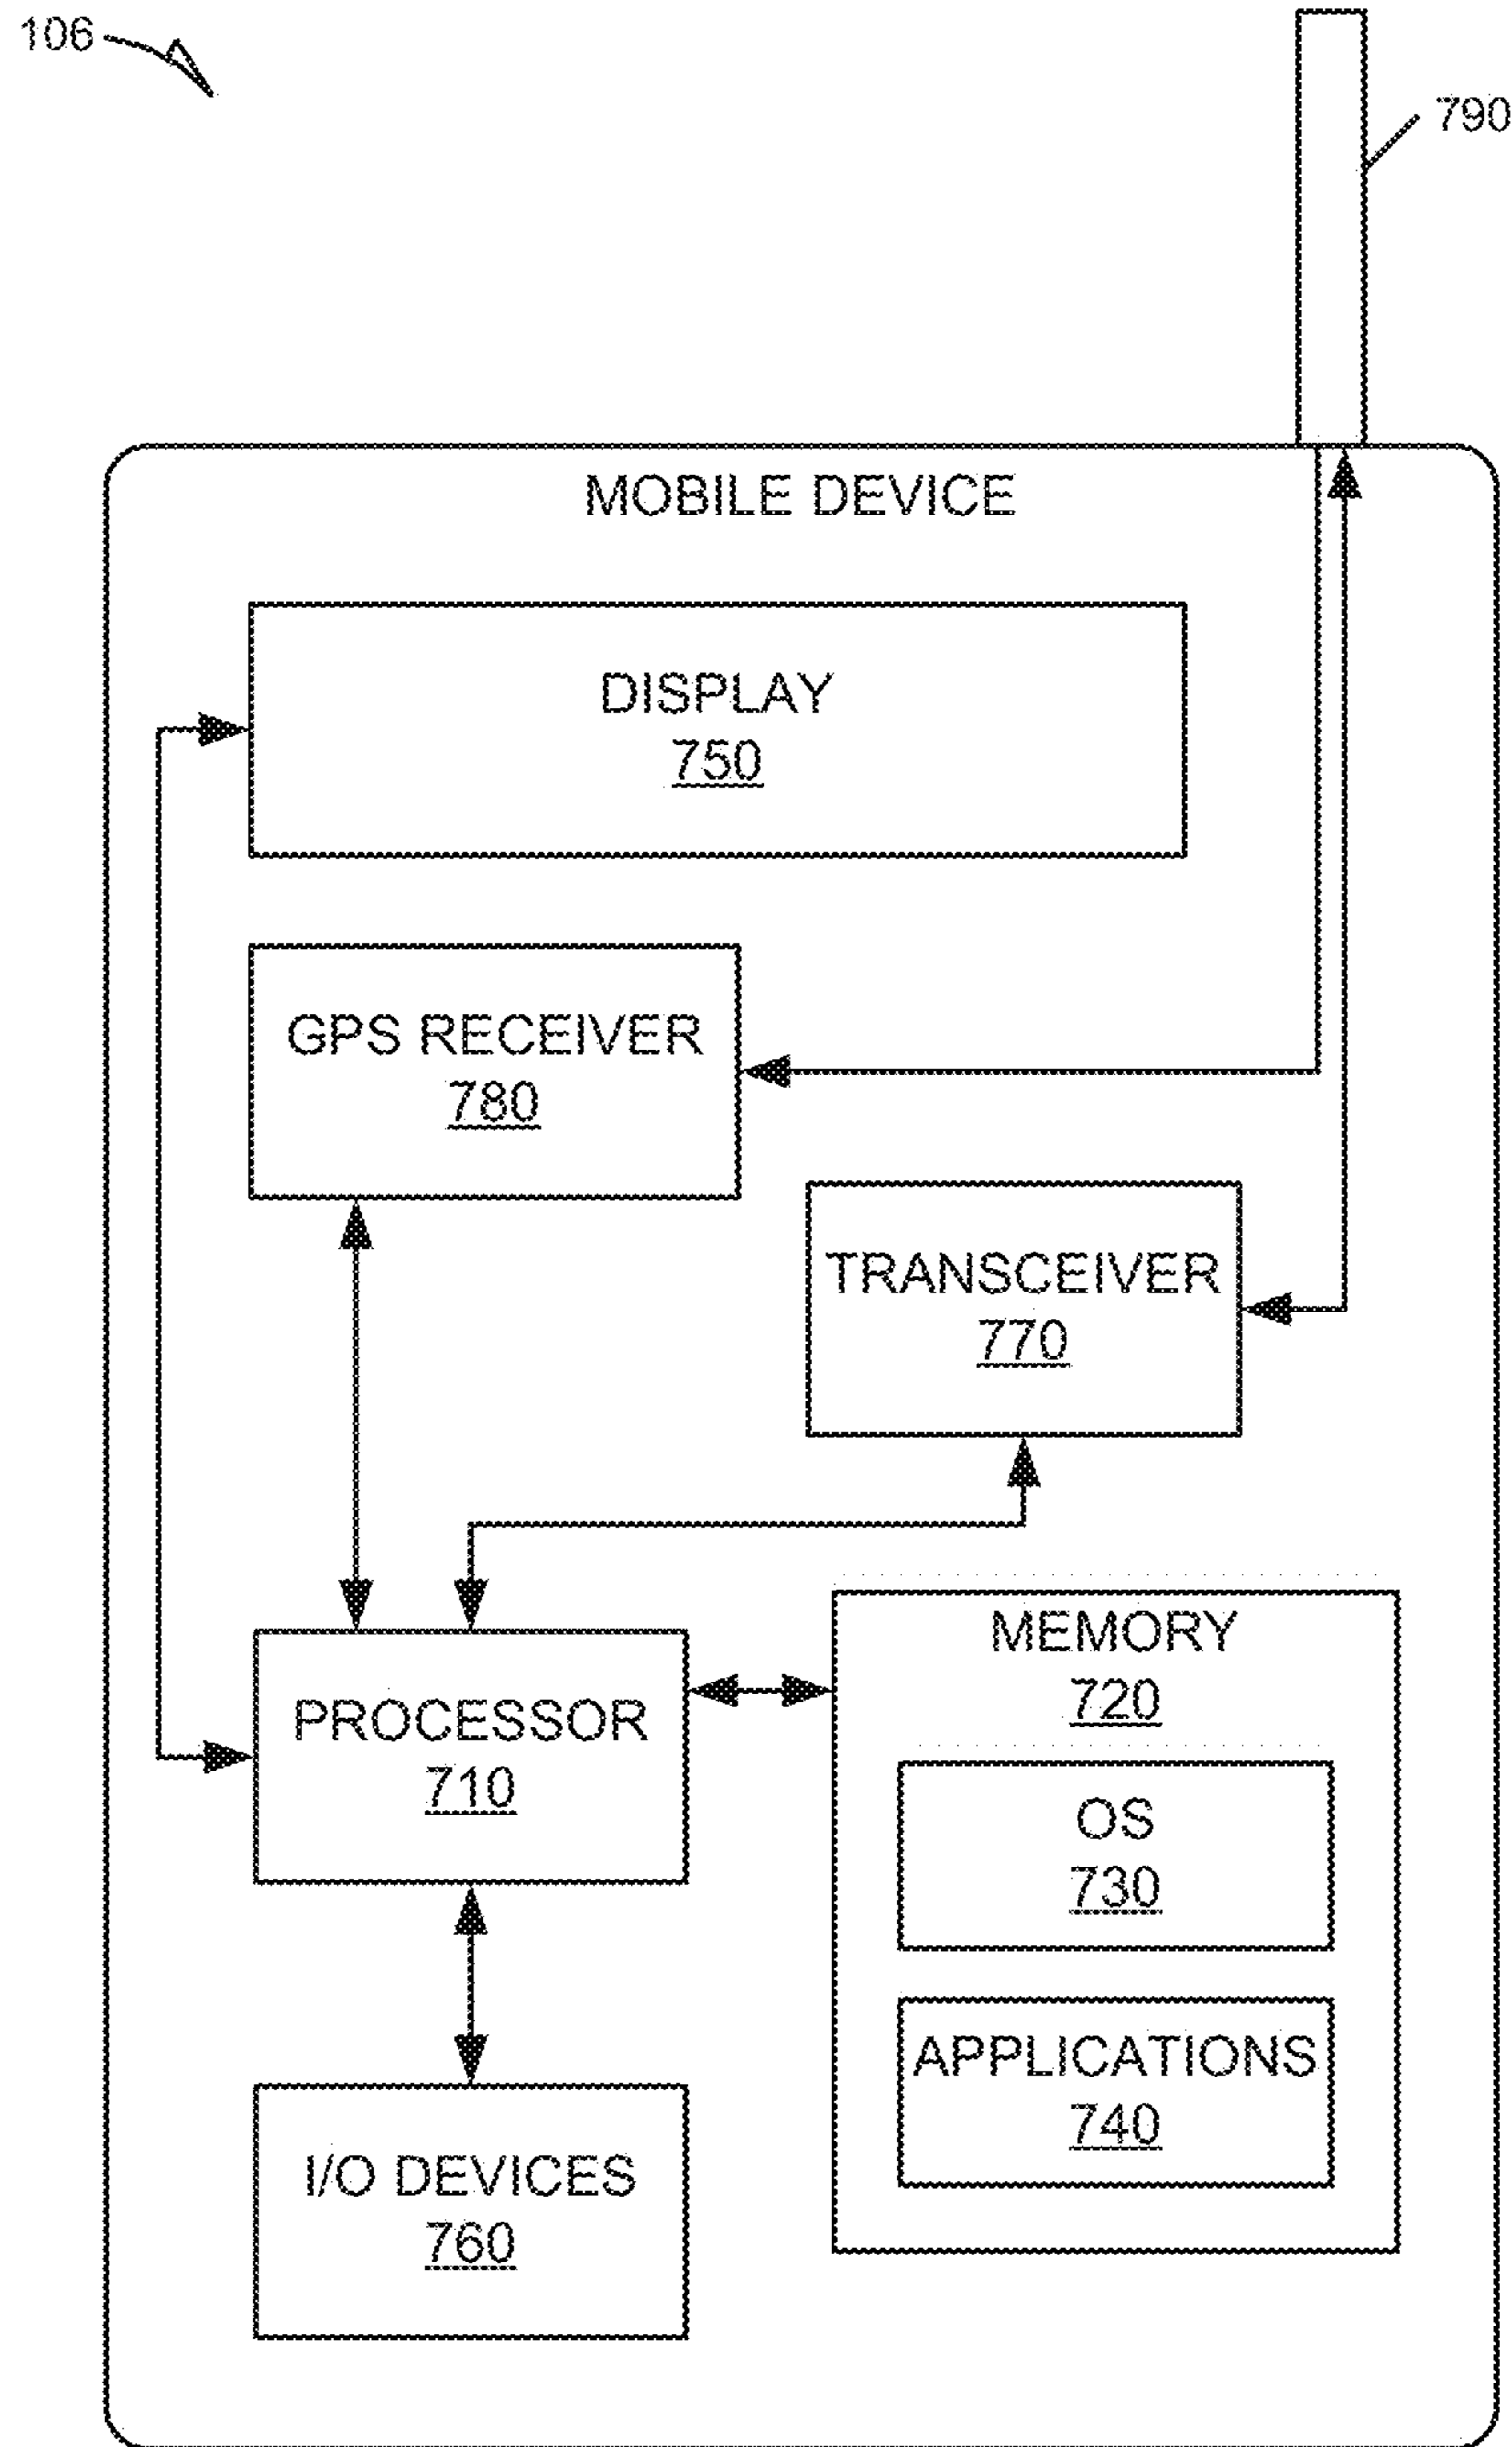 106
790
MOBILE DEVICE
DISPLAY
750
GPS RECEIVER
780
TRANSCEIVER
770
PROCESSOR
710
MEMORY
720
OS
730
APPLICATIONS
740
I/O DEVICES
760